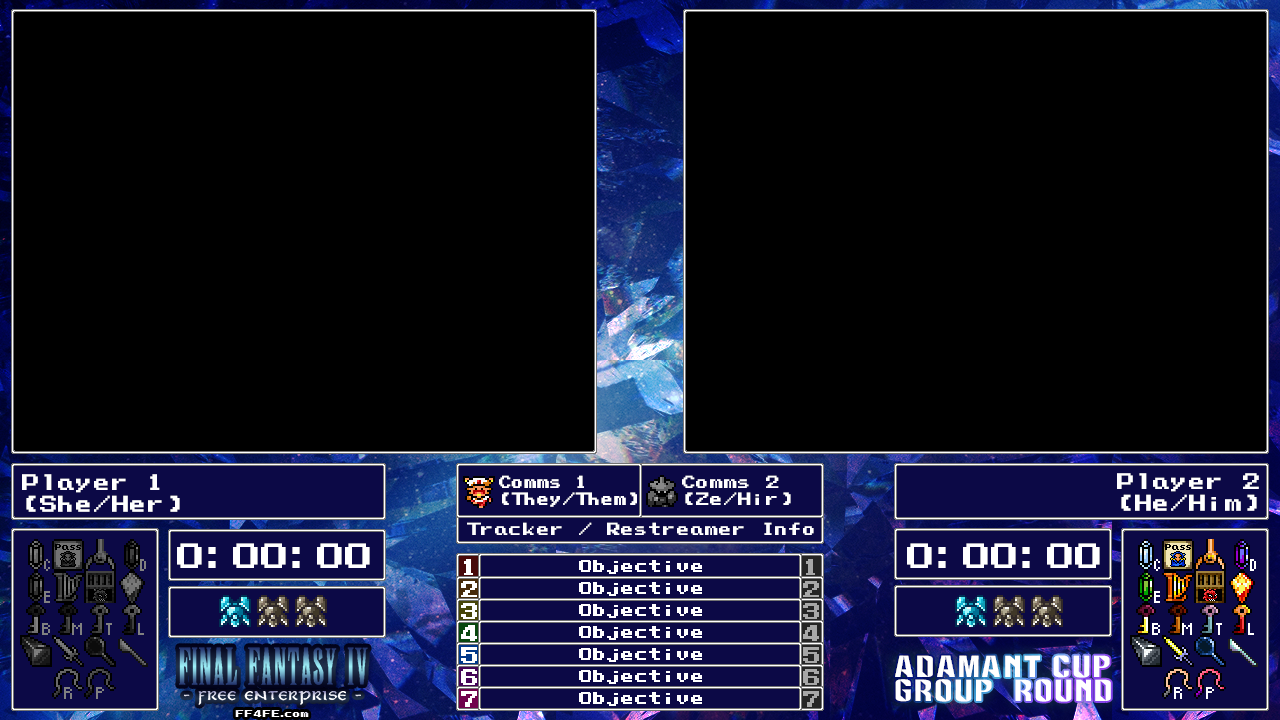 Player 1
(She/Her)
Comms 1
(They/Them)
Comms 2
(Ze/Hir)
Player 2
(He/Him)
Tracker / Restreamer Info
Pass
C
D
E
B
M
T
L
R
P
0:00:00
FINAL FANTASY IV
- FREE ENTERPRISE -
FF4FE.com
1 Objective 1
2 Objective 2
3 Objective 3
4 Objective 4
5 Objective 5
6 Objective 6
7 Objective 7
0:00:00
ADAMANT CUP
GROUP ROUND
Pass
C
D
E
B
M
T
L
R
P